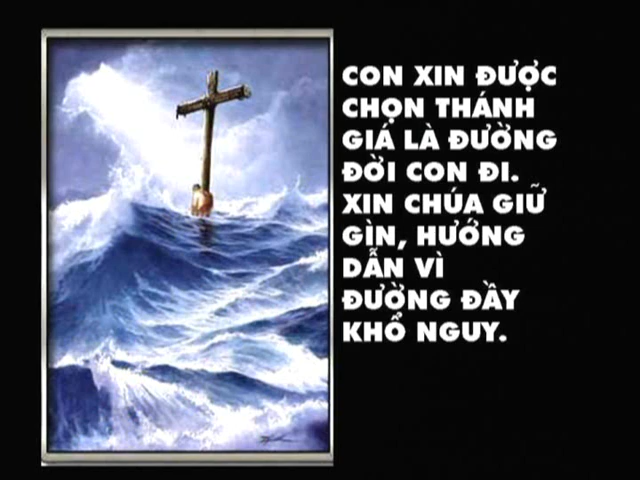 CON XIN ĐƯỢC
CHỌN THÁNH
GIÁ LÀ ĐƯỜNG
ĐỜI CON ĐI.
XIN CHÚA GIỮ
GÌN, HƯỚNG
DẪN VÌ
ĐƯỜNG ĐẦY
KHỔ NGUY.